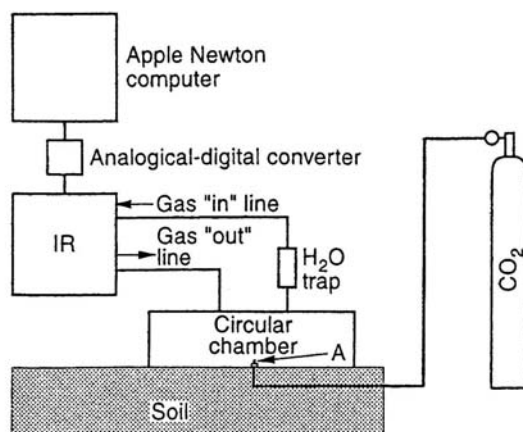 Apple Newton
computer
Analogical-digital converter
Gas "in" line
IR
Gas "out"
line
H2O
trap
CO2
Circular
chamber
A
Soil